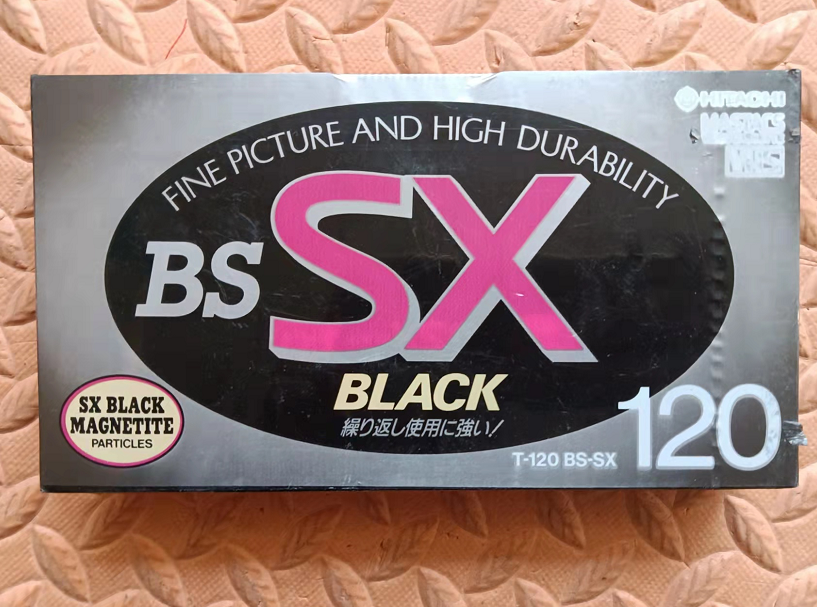 HITACHI
FINE PICTURE AND HIGH DURABILITY
BS SX
BLACK
繰り返し使用に強い!
SX BLACK
MAGNETITE
PARTICLES
T-120 BS-SX 120